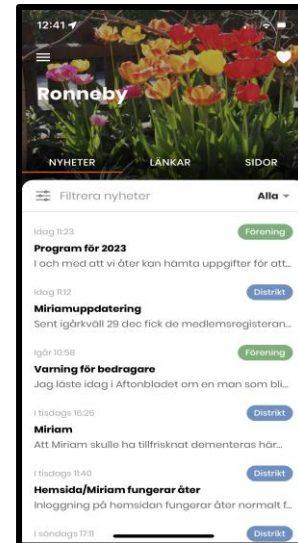 12:41
Ronneby
NYHETER LÄNKAR SIDOR
Filtrera nyheter Alla
Idag 11:23 Förening
Program för 2023
I och med att vi åter kan hämta uppgifter för att...
Idag 11:12 Distrikt
Miriamuppdatering
Sent igårkväll 29 dec fick de medlemsregisteran...
Igår 10:58 Förening
Varning för bedragare
Jag läste idag i Aftonbladet om en man som bli...
I tisdags 16:26 Distrikt
Miriam
Att Miriam skulle ha tillfrisknat dementeras här...
I tisdags 11:40 Distrikt
Hemsida/Miriam fungerar åter
Inloggning på hemsidan fungerar åter normalt f...
I söndags 17:11 Distrikt